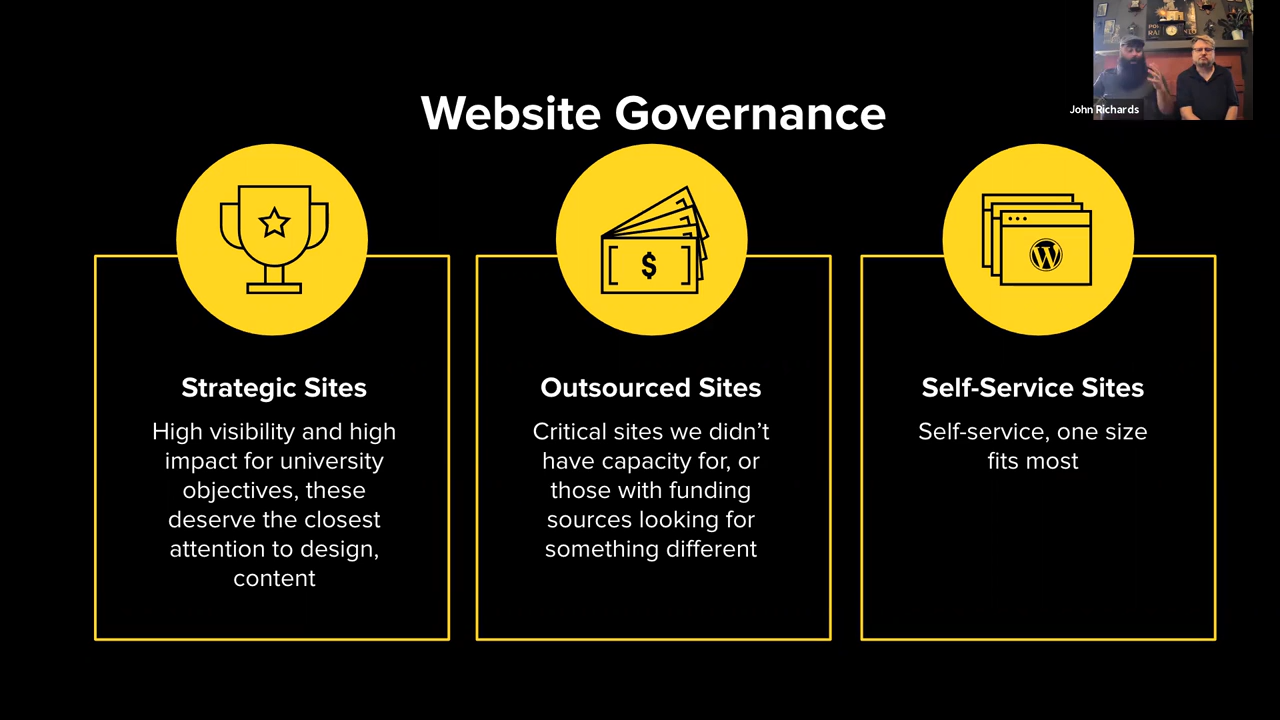 John Richards
Website Governance
$
W
Strategic Sites
High visibility and high
impact for university
objectives, these
deserve the closest
attention to design,
content
Outsourced Sites
Critical sites we didn’t
have capacity for, or
those with funding
sources looking for
something different
Self-Service Sites
Self-service, one size
fits most